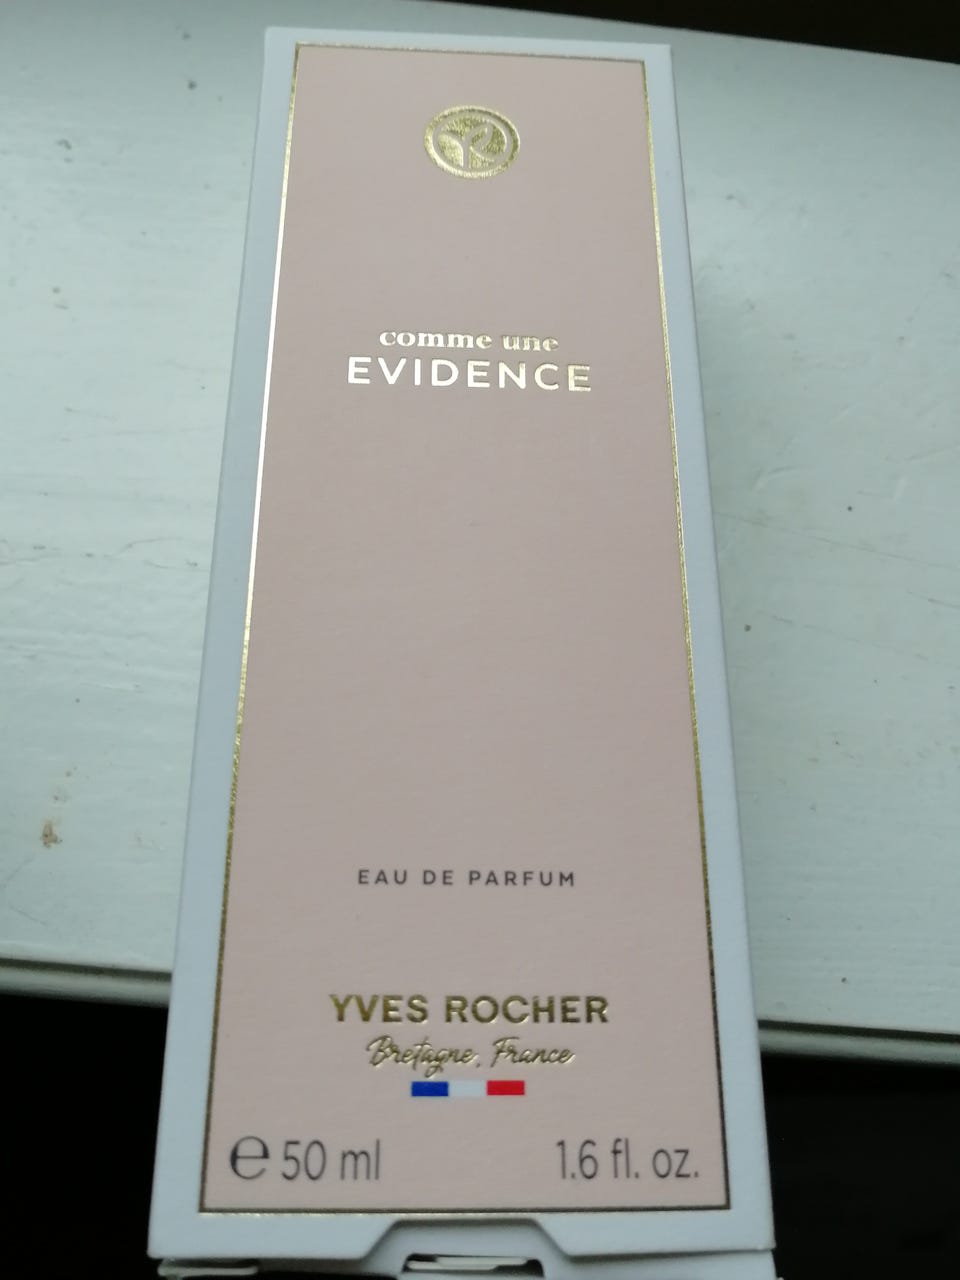 comme une
EVIDENCE
EAU DE PARFUM
YVES ROCHER
Bretagne, France
℮ 50 ml 1.6 fl. oz.